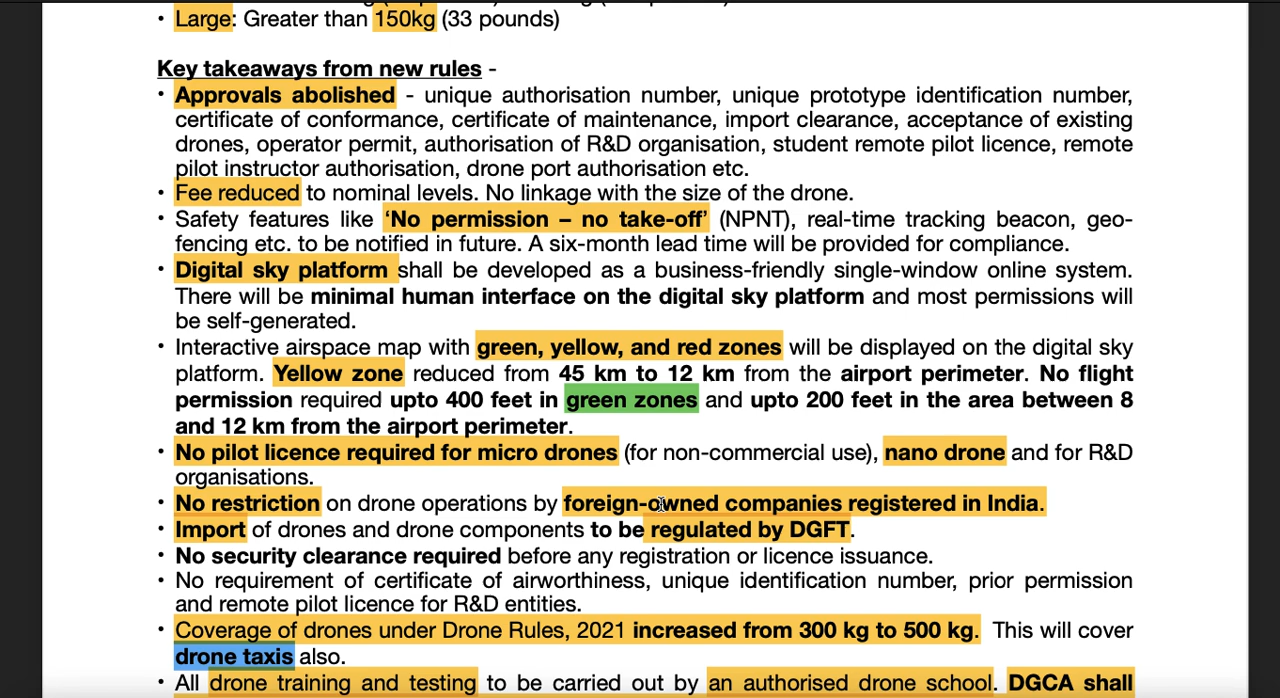 • Large: Greater than 150kg (33 pounds)
Key takeaways from new rules -
• Approvals abolished - unique authorisation number, unique prototype identification number,
certificate of conformance, certificate of maintenance, import clearance, acceptance of existing
drones, operator permit, authorisation of R&D organisation, student remote pilot licence, remote
pilot instructor authorisation, drone port authorisation etc.
• Fee reduced to nominal levels. No linkage with the size of the drone.
• Safety features like ‘No permission – no take-off’ (NPNT), real-time tracking beacon, geo-
fencing etc. to be notified in future. A six-month lead time will be provided for compliance.
• Digital sky platform shall be developed as a business-friendly single-window online system.
There will be minimal human interface on the digital sky platform and most permissions will
be self-generated.
• Interactive airspace map with green, yellow, and red zones will be displayed on the digital sky
platform. Yellow zone reduced from 45 km to 12 km from the airport perimeter. No flight
permission required upto 400 feet in green zones and upto 200 feet in the area between 8
and 12 km from the airport perimeter.
• No pilot licence required for micro drones (for non-commercial use), nano drone and for R&D
organisations.
• No restriction on drone operations by foreign-owned companies registered in India.
• Import of drones and drone components to be regulated by DGFT.
• No security clearance required before any registration or licence issuance.
• No requirement of certificate of airworthiness, unique identification number, prior permission
and remote pilot licence for R&D entities.
• Coverage of drones under Drone Rules, 2021 increased from 300 kg to 500 kg. This will cover
drone taxis also.
• All drone training and testing to be carried out by an authorised drone school. DGCA shall